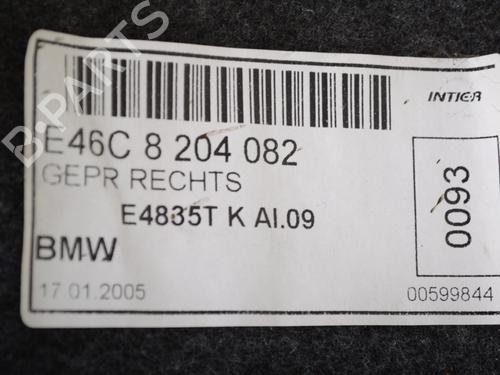 B-PARTS
INTIER
E46C 8 204 082
GEPR RECHTS
E4835T K AI.09
BMW
17.01.2005
0093
00599844